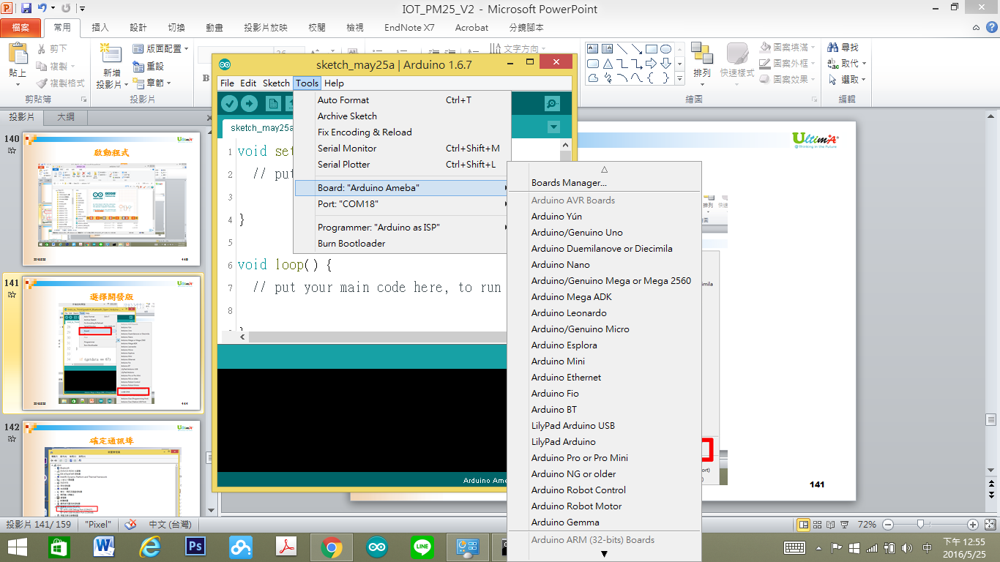 IOT_PM25_V2 - Microsoft PowerPoint
檔案 常用 插入 設計 切換 動畫 投影片放映 校閱 檢視 EndNote X7 Acrobat 分鏡腳本
貼上 剪下 複製 複製格式 剪貼簿
新增投影片 版面配置 重設 章節 投影片
B
文字方向
排列 快速樣式 圖案填滿 圖案外框 圖案效果 繪圖
尋找 取代 選取 編輯
投影片 大綱
140
啟動程式
141
選擇開發版
142
確定通訊埠
sketch_may25a | Arduino 1.6.7
File Edit Sketch Tools Help
sketch_may25a
1 void set
2 // put
3
4 }
5
6 void loop() {
7 // put your main code here, to run
8
Arduino Ame
Auto Format Ctrl+T
Archive Sketch
Fix Encoding & Reload
Serial Monitor Ctrl+Shift+M
Serial Plotter Ctrl+Shift+L
Board: "Arduino Ameba"
Port: "COM18"
Programmer: "Arduino as ISP"
Burn Bootloader
Boards Manager...
Arduino AVR Boards
Arduino Yún
Arduino/Genuino Uno
Arduino Duemilanove or Diecimila
Arduino Nano
Arduino/Genuino Mega or Mega 2560
Arduino Mega ADK
Arduino Leonardo
Arduino/Genuino Micro
Arduino Esplora
Arduino Mini
Arduino Ethernet
Arduino Fio
Arduino BT
LilyPad Arduino USB
LilyPad Arduino
Arduino Pro or Pro Mini
Arduino NG or older
Arduino Robot Control
Arduino Robot Motor
Arduino Gemma
Arduino ARM (32-bits) Boards
UltimA
Thinking in the Future
141
投影片 141/ 159 "Pixel" 中文 (台灣) 72%
LINE
中
下午 12:55
2016/5/25